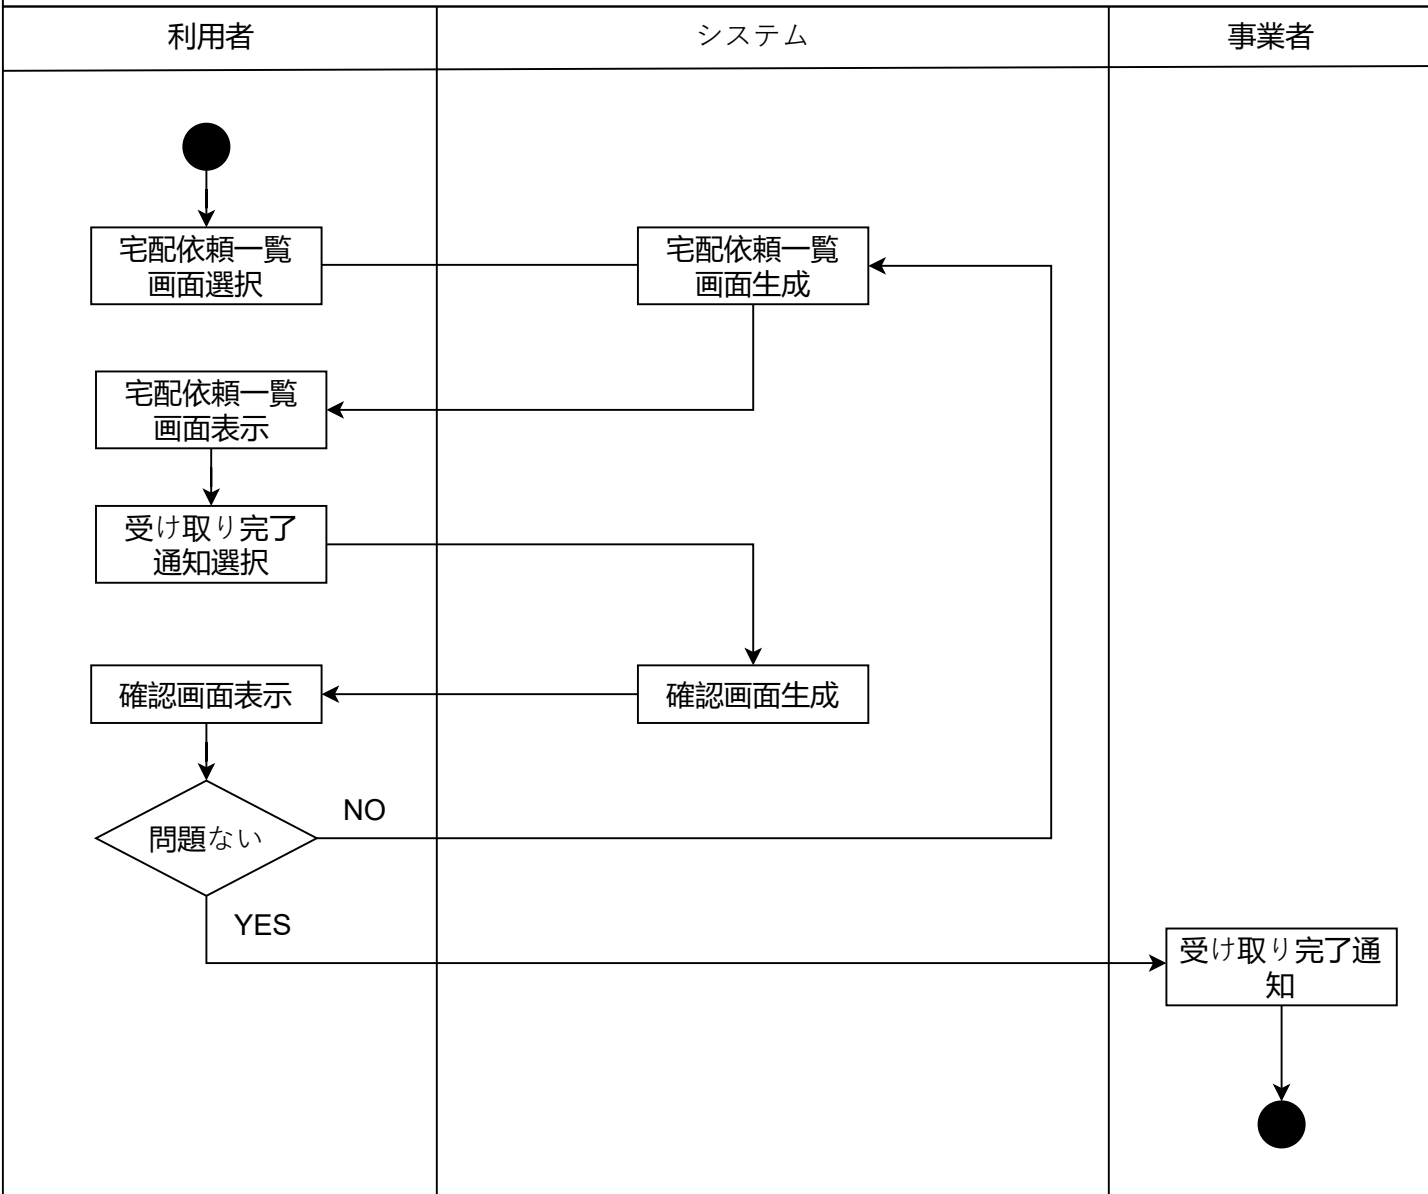 利用者
システム
事業者
宅配依頼一覧
画面選択
宅配依頼一覧
画面生成
宅配依頼一覧
画面表示
受け取り完了
通知選択
確認画面表示
確認画面生成
問題ない
NO
YES
受け取り完了通
知